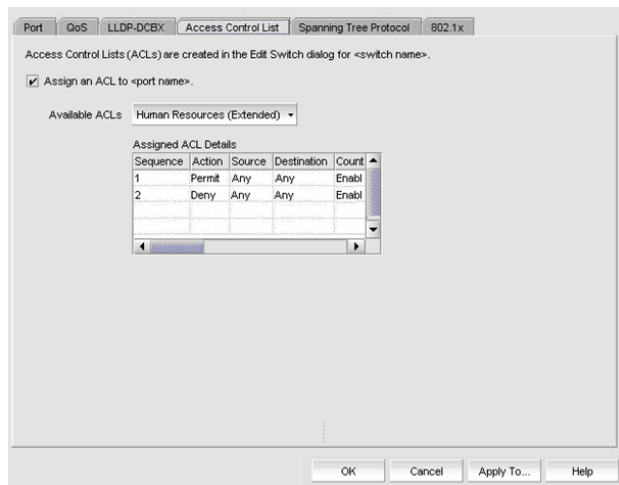 Port QoS LLDP-DCBX Access Control List Spanning Tree Protocol 802.1x
Access Control Lists (ACLs) are created in the Edit Switch dialog for <switch name>.
Assign an ACL to <port name>.
Available ACLs Human Resources (Extended)
Assigned ACL Details
Sequence Action Source Destination Count
1 Permit Any Any Enabl
2 Deny Any Any Enabl
OK Cancel Apply To... Help